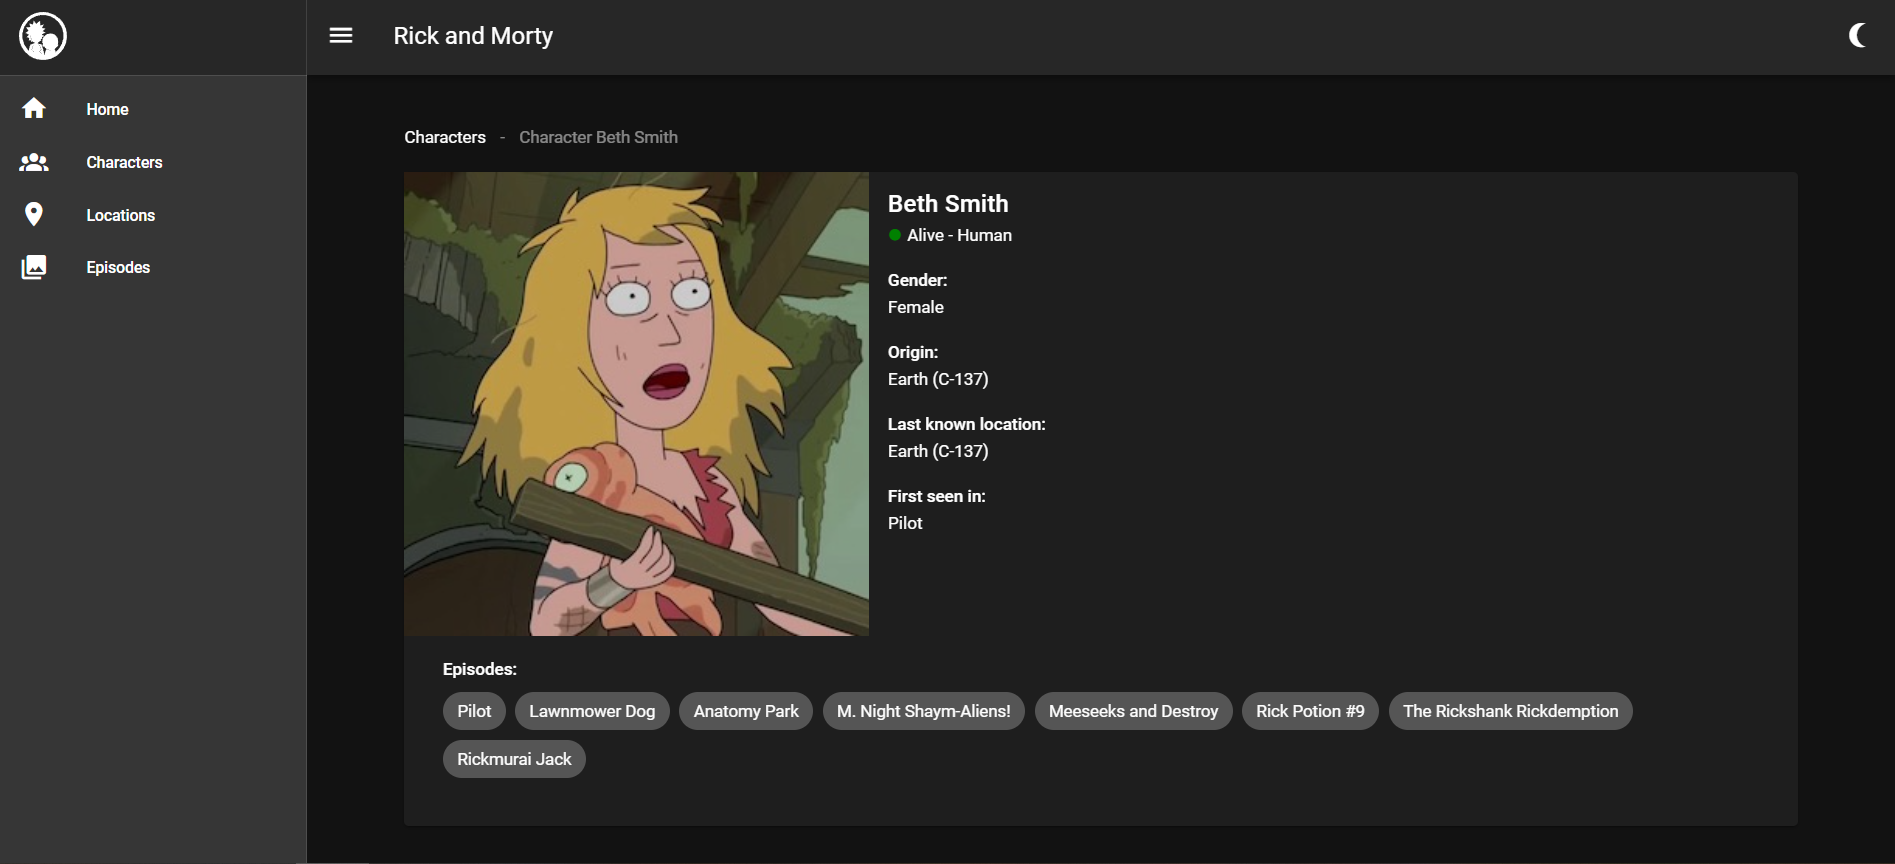 Rick and Morty
Home
Characters
Locations
Episodes
Characters - Character Beth Smith
Beth Smith
Alive - Human
Gender:
Female
Origin:
Earth (C-137)
Last known location:
Earth (C-137)
First seen in:
Pilot
Episodes:
Pilot Lawnmower Dog Anatomy Park M. Night Shaym-Aliens! Meeseeks and Destroy Rick Potion #9 The Rickshank Rickdemption
Rickmurai Jack